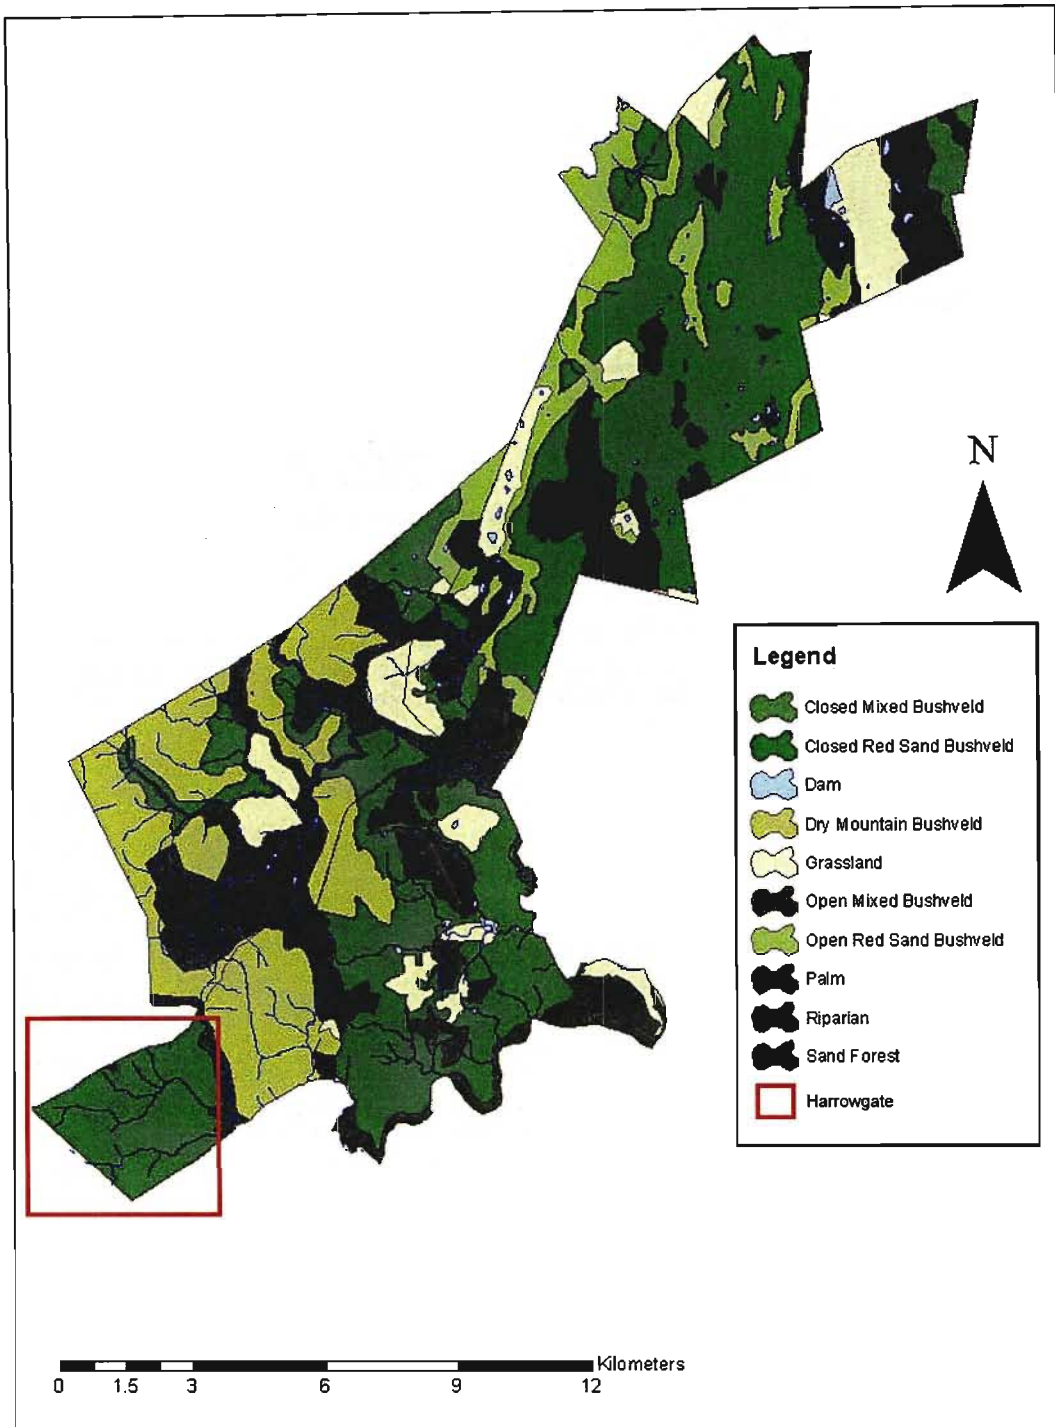 N
Legend
Closed Mixed Bushveld
Closed Red Sand Bushveld
Dam
Dry Mountain Bushveld
Grassland
Open Mixed Bushveld
Open Red Sand Bushveld
Palm
Riparian
Sand Forest
Harrowgate
Kilometers
0 1.5 3 6 9 12